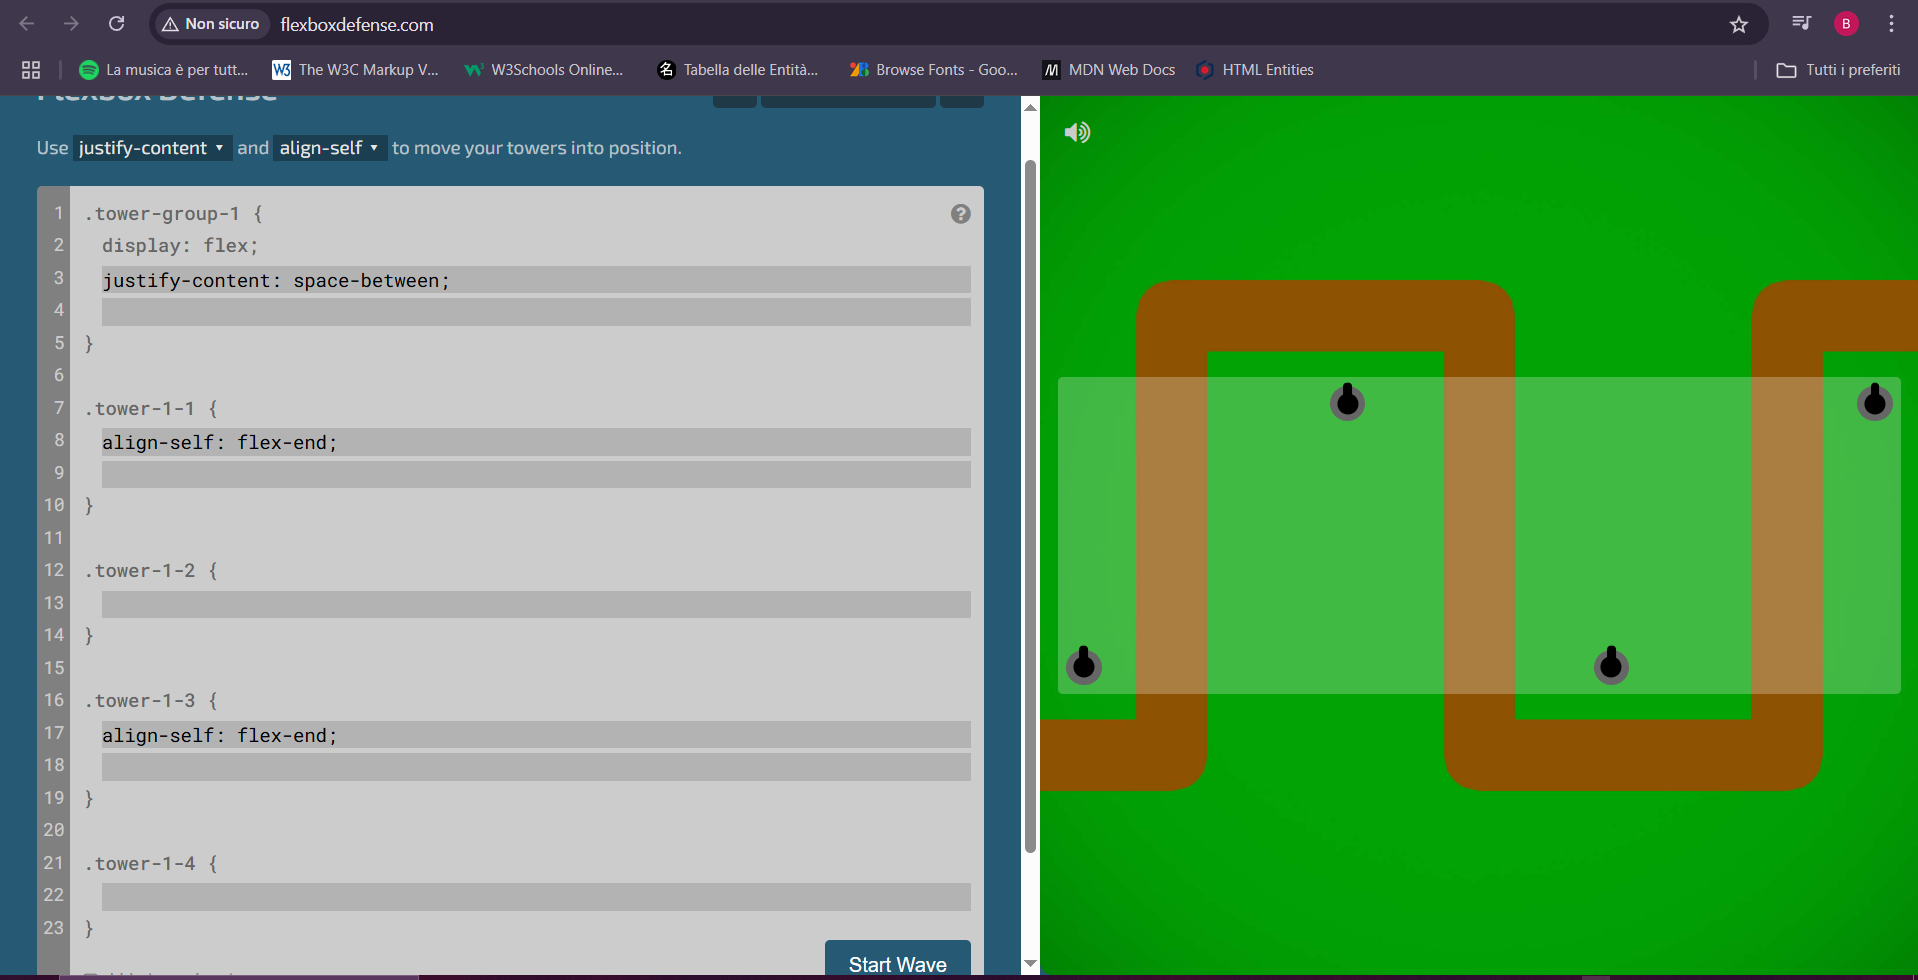 Non sicuro flexboxdefense.com B
La musica è per tutt... The W3C Markup V... W3Schools Online... Tabella delle Entità... Browse Fonts - Goo... MDN Web Docs HTML Entities Tutti i preferiti
Flexbox Defense
Use justify-content ▾ and align-self ▾ to move your towers into position.
1 .tower-group-1 {
2 display: flex;
3 justify-content: space-between;
4
5 }
6
7 .tower-1-1 {
8 align-self: flex-end;
9
10 }
11
12 .tower-1-2 {
13
14 }
15
16 .tower-1-3 {
17 align-self: flex-end;
18
19 }
20
21 .tower-1-4 {
22
23 }
Start Wave